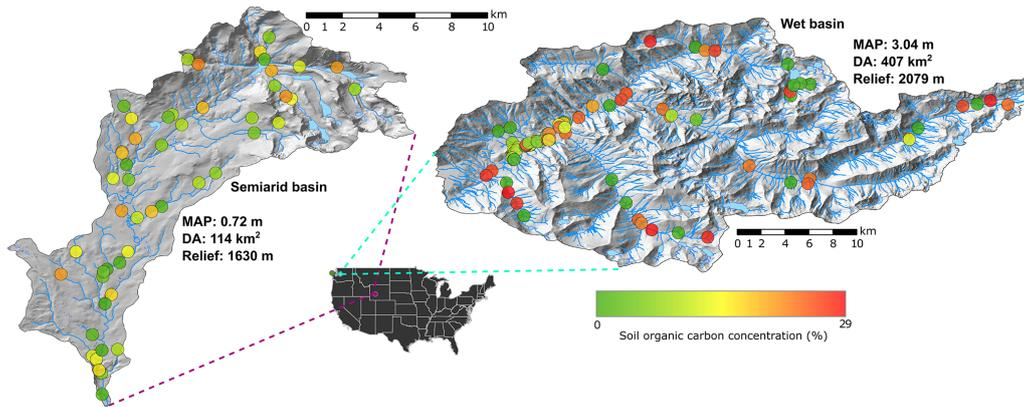 km
0 2 4 6 8 10
Wet basin
MAP: 3.04 m
DA: 407 km²
Relief: 2079 m
Semiarid basin
MAP: 0.72 m
DA: 114 km²
Relief: 1630 m
km
0 1 2 4 6 8 10
0 29
Soil organic carbon concentration (%)